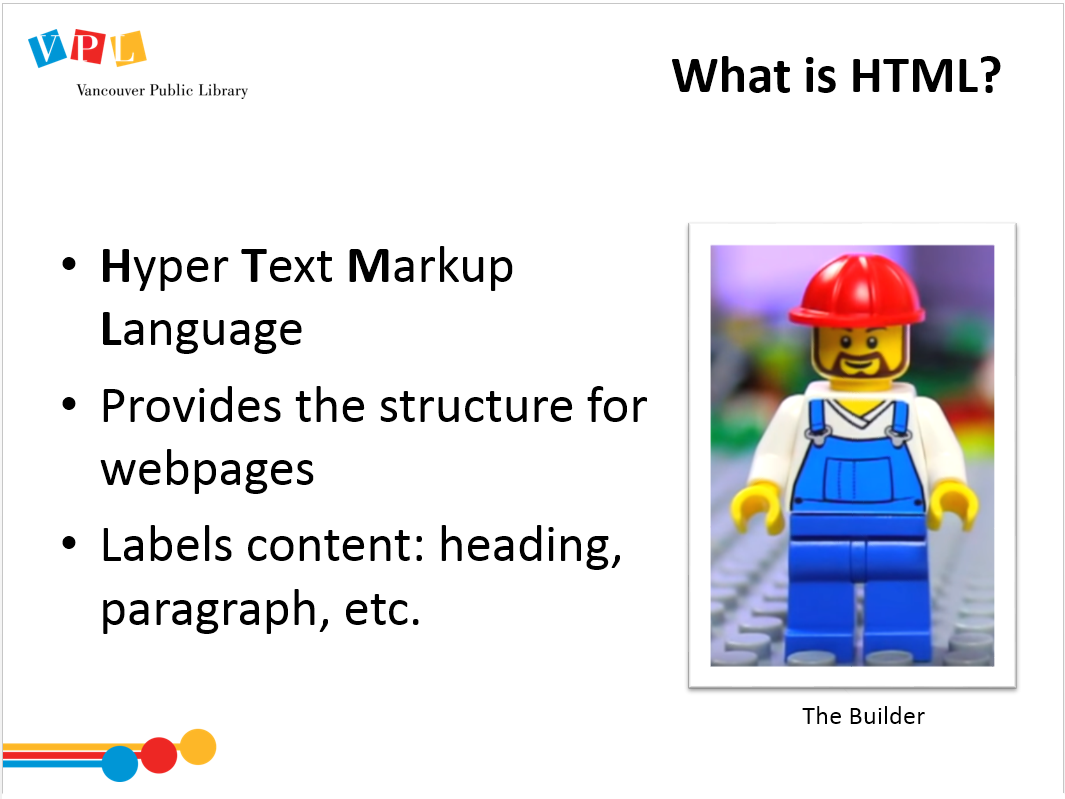 VPL
Vancouver Public Library
What is HTML?
• Hyper Text Markup
Language
• Provides the structure for
webpages
• Labels content: heading,
paragraph, etc.
The Builder